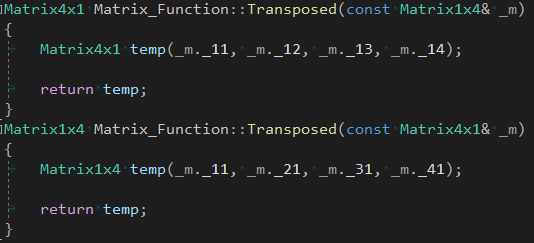 Matrix4x1 Matrix_Function::Transposed(const Matrix1x4& _m)
{
    Matrix4x1 temp(_m._11, _m._12, _m._13, _m._14);
    return temp;
}
Matrix1x4 Matrix_Function::Transposed(const Matrix4x1& _m)
{
    Matrix1x4 temp(_m._11, _m._21, _m._31, _m._41);
    return temp;
}